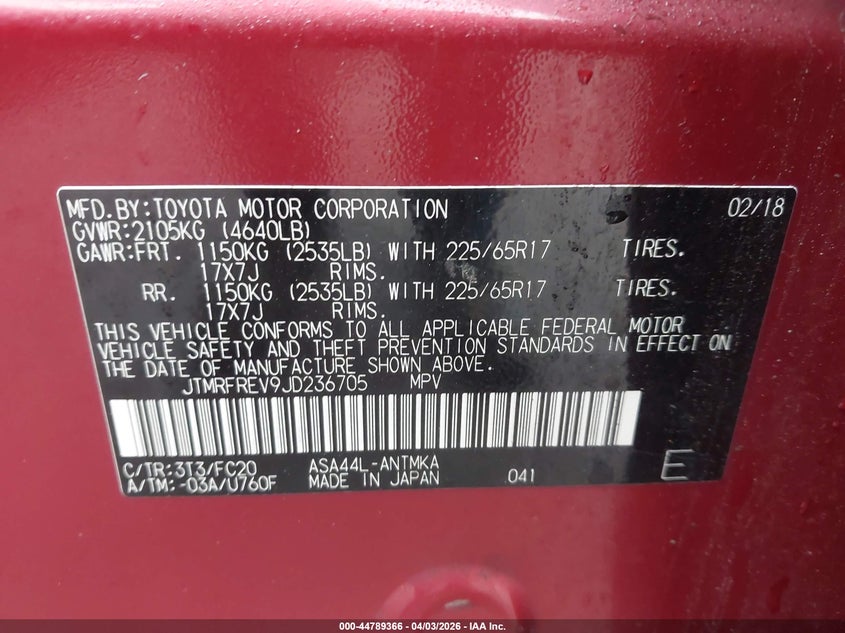 MFD.BY:TOYOTA MOTOR CORPORATION 02/18
GVWR:2105KG (4640LB)
GAWR:FRT. 1150KG (2535LB) WITH 225/65R17 TIRES.
17X7J RIMS.
RR. 1150KG (2535LB) WITH 225/65R17 TIRES.
17X7J RIMS.
THIS VEHICLE CONFORMS TO ALL APPLICABLE FEDERAL MOTOR
VEHICLE SAFETY AND THEFT PREVENTION STANDARDS IN EFFECT ON
THE DATE OF MANUFACTURE SHOWN ABOVE.
JTMRFREV9JD236705 MPV
C/TR:3T3/FC20 ASA44L-ANTMKA
A/TM:-03A/U760F MADE IN JAPAN 041 E
000-44789366 - 04/03/2026 - IAA Inc.